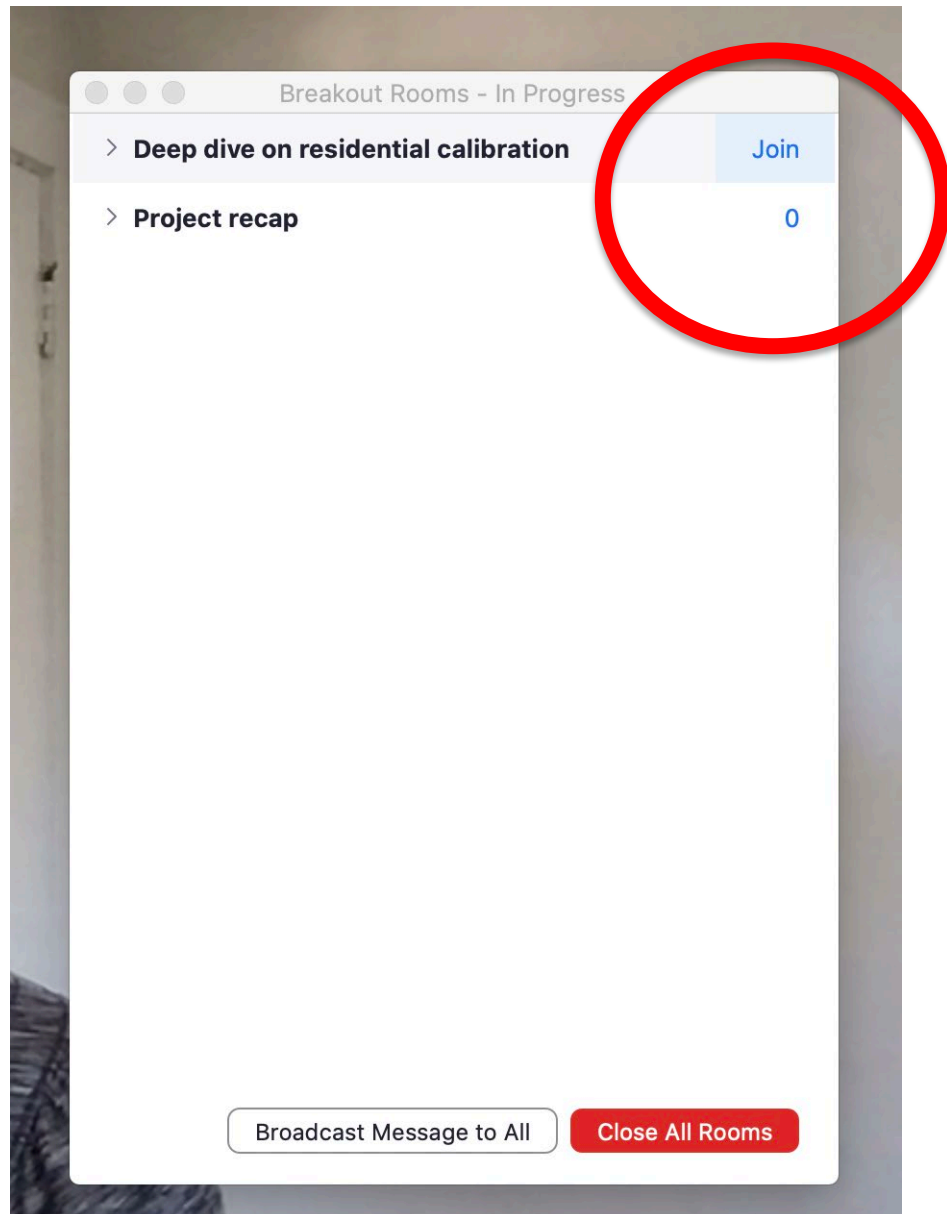 Breakout Rooms - In Progress
Deep dive on residential calibration Join
Project recap 0
Broadcast Message to All Close All Rooms